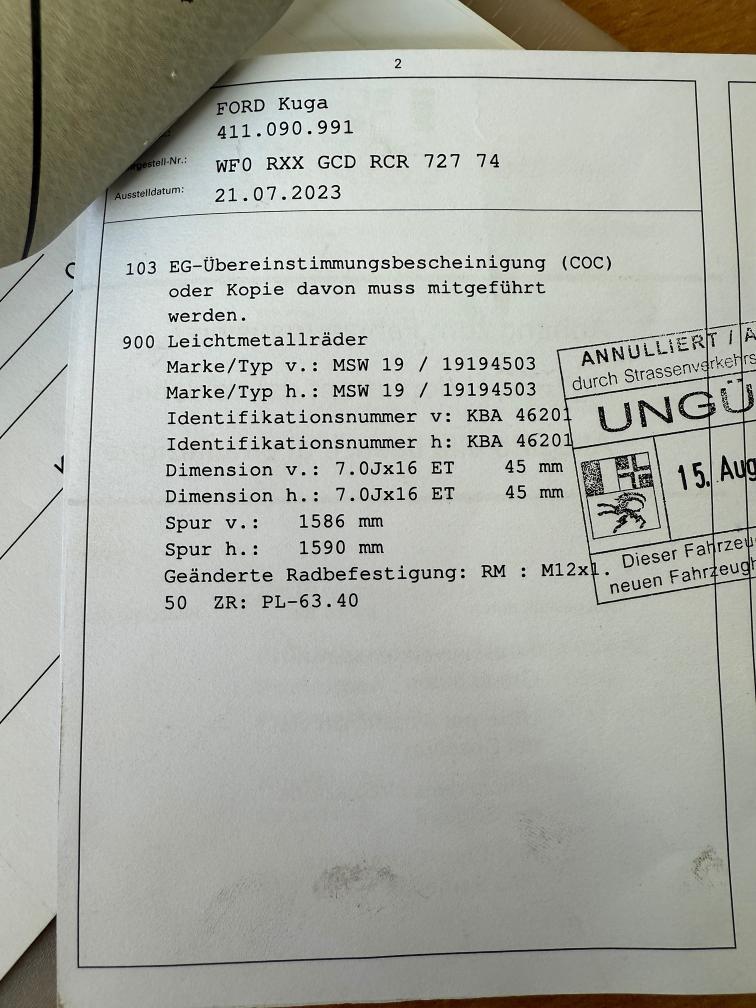 2
FORD Kuga
411.090.991
gestell-Nr.: WF0 RXX GCD RCR 727 74
Ausstelldatum: 21.07.2023
103 EG-Übereinstimmungsbescheinigung (COC)
oder Kopie davon muss mitgeführt
werden.
900 Leichtmetallräder
Marke/Typ v.: MSW 19 / 19194503
Marke/Typ h.: MSW 19 / 19194503
Identifikationsnummer v: KBA 46201
Identifikationsnummer h: KBA 46201
Dimension v.: 7.0Jx16 ET 45 mm
Dimension h.: 7.0Jx16 ET 45 mm
Spur v.: 1586 mm
Spur h.: 1590 mm
Geänderte Radbefestigung: RM : M12x1.
50 ZR: PL-63.40
ANNULLIERT / A
durch Strassenverkehrs
UNGÜ
15. Aug
Dieser Fahrzeu
neuen Fahrzeugh